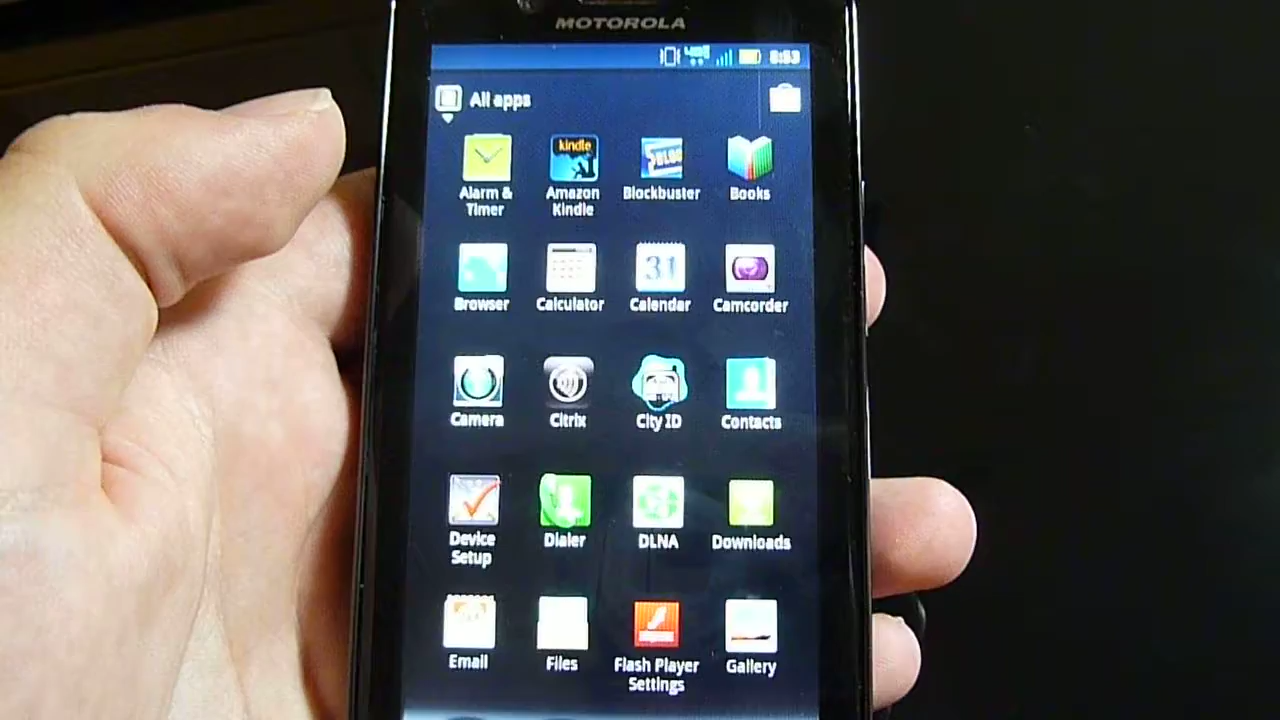 MOTOROLA
8:53
All apps
kindle
Alarm &
Timer
Amazon
Kindle
Blockbuster
Books
31
Browser
Calculator
Calendar
Camcorder
Camera
Citrix
City ID
Contacts
Device
Setup
Dialer
DLNA
Downloads
Email
Files
Flash Player
Settings
Gallery